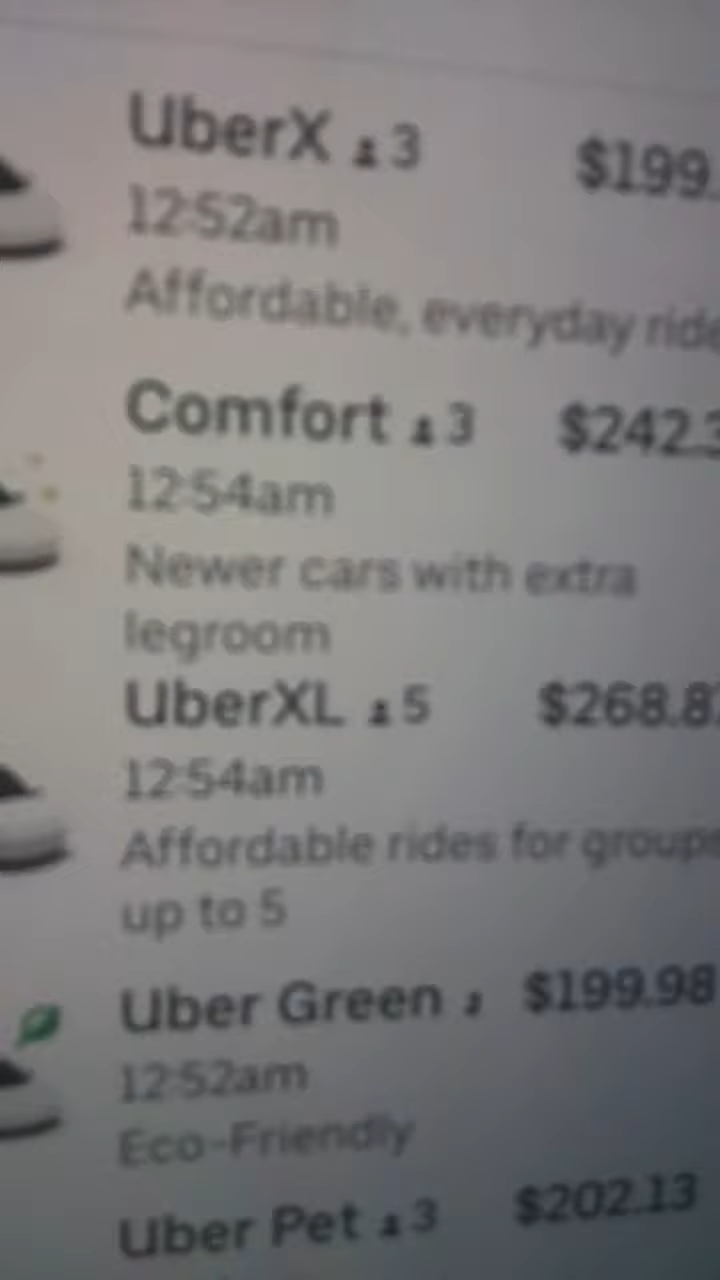 UberX 3 $199.
12:52am
Affordable, everyday
Comfort 3 $242.3
12:54am
Newer cars with extra
legroom
UberXL 5 $268.8
12:54am
Affordable rides for groups
up to 5
Uber Green $199.98
12:52am
Eco-Friendly
Uber Pet 3 $202.13